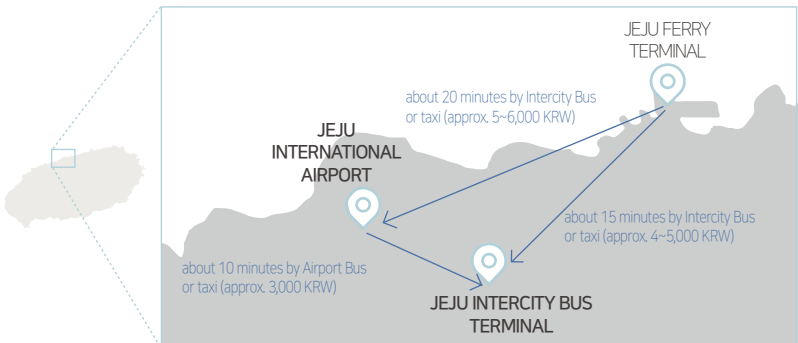 JEJU FERRY
TERMINAL
about 20 minutes by Intercity Bus
or taxi (approx. 5~6,000 KRW)
JEJU
INTERNATIONAL
AIRPORT
about 15 minutes by Intercity Bus
or taxi (approx. 4~5,000 KRW)
about 10 minutes by Airport Bus
or taxi (approx. 3,000 KRW)
JEJU INTERCITY BUS
TERMINAL